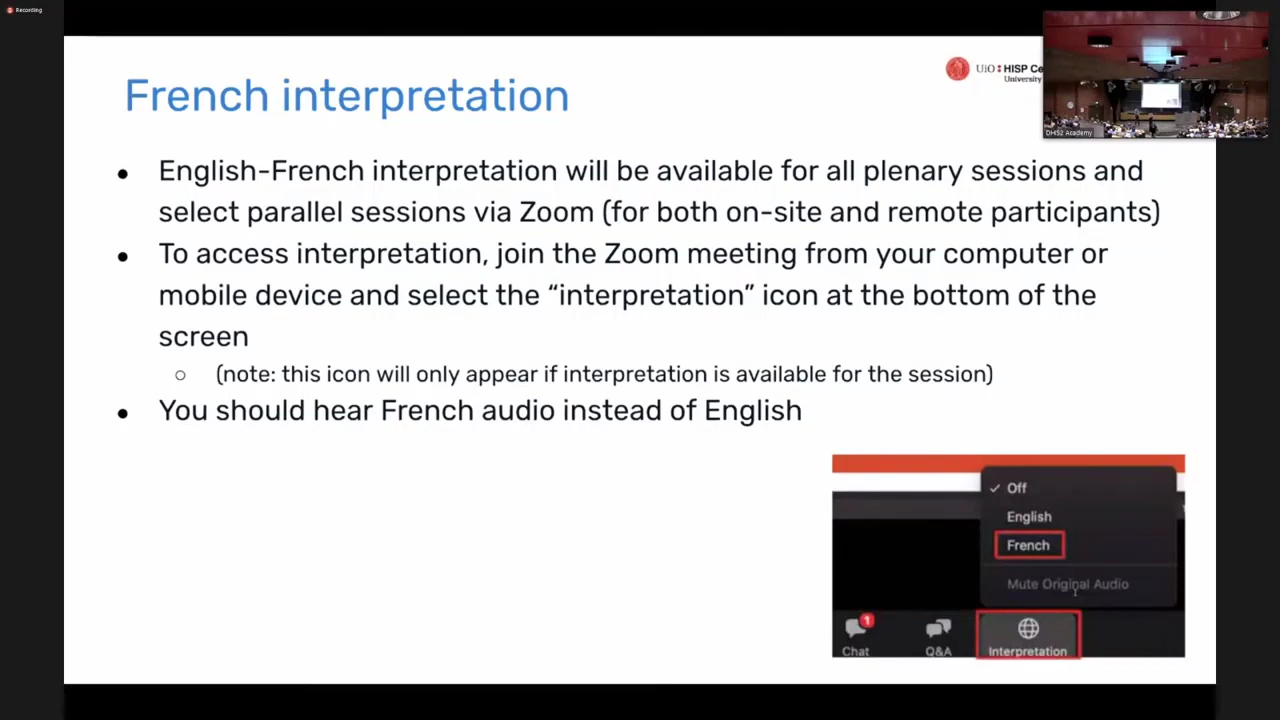 Recording
French interpretation
UiO HISP Ce
University
DHIS2 Academy
English-French interpretation will be available for all plenary sessions and
select parallel sessions via Zoom (for both on-site and remote participants)
To access interpretation, join the Zoom meeting from your computer or
mobile device and select the “interpretation” icon at the bottom of the
screen
(note: this icon will only appear if interpretation is available for the session)
You should hear French audio instead of English
✓ Off
English
French
Mute Original Audio
1
Chat
Q&A
Interpretation